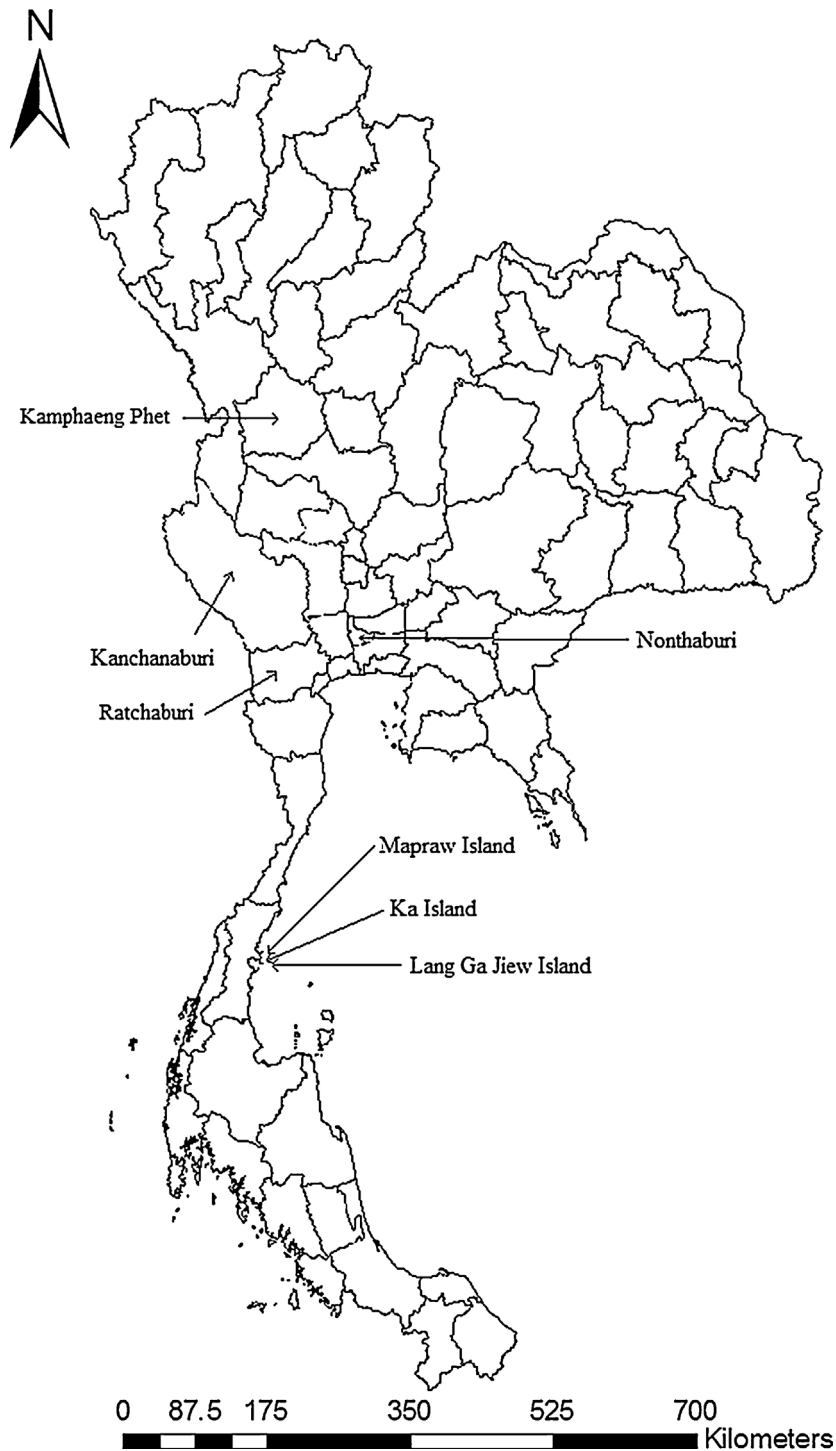 N
Kamphaeng Phet
Nonthaburi
Kanchanaburi
Ratchaburi
Mapraw Island
Ka Island
Lang Ga Jiew Island
0 87.5 175 350 525 700
Kilometers